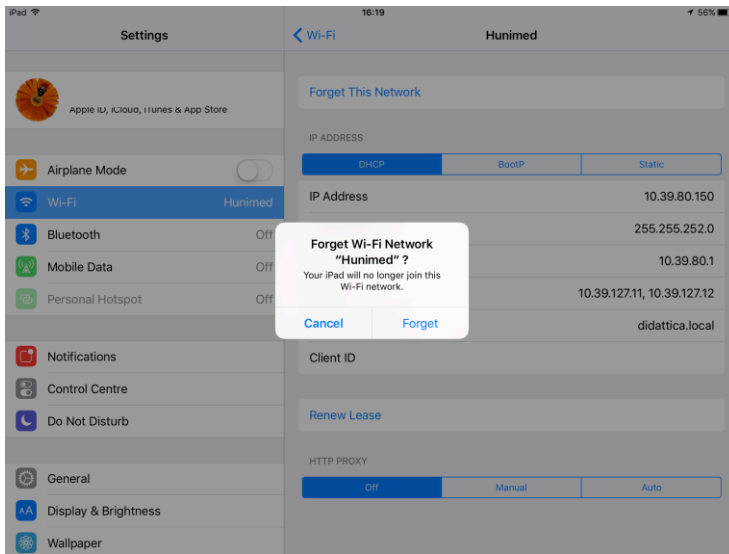 iPad 16:19 56%
Settings
Wi-Fi Hunimed
Apple ID, iCloud, iTunes & App Store
Airplane Mode
Wi-Fi Hunimed
Bluetooth Off
Mobile Data Off
Personal Hotspot Off
Notifications
Control Centre
Do Not Disturb
General
Display & Brightness
AA
Wallpaper
Forget This Network
IP ADDRESS
DHCP BootP Static
IP Address 10.39.80.150
255.255.252.0
10.39.80.1
10.39.127.11, 10.39.127.12
didattica.local
Client ID
Renew Lease
HTTP PROXY
Off Manual Auto
Forget Wi-Fi Network
“Hunimed” ?
Your iPad will no longer join this
Wi-Fi network.
Cancel Forget